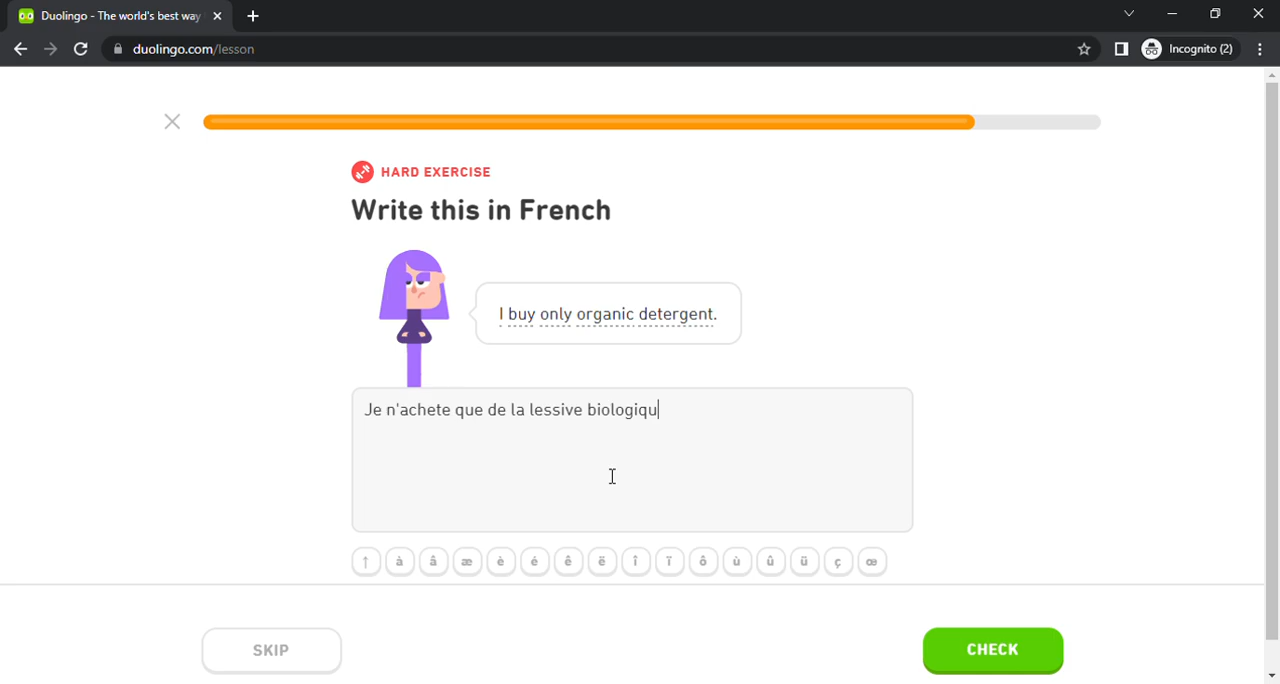 Duolingo - The world's best way
duolingo.com/lesson
Incognito (2)
HARD EXERCISE
Write this in French
I buy only organic detergent.
Je n'achete que de la lessive biologiqu
↑ à â æ è é ê ë î ï ô ù û ü ç œ
SKIP
CHECK